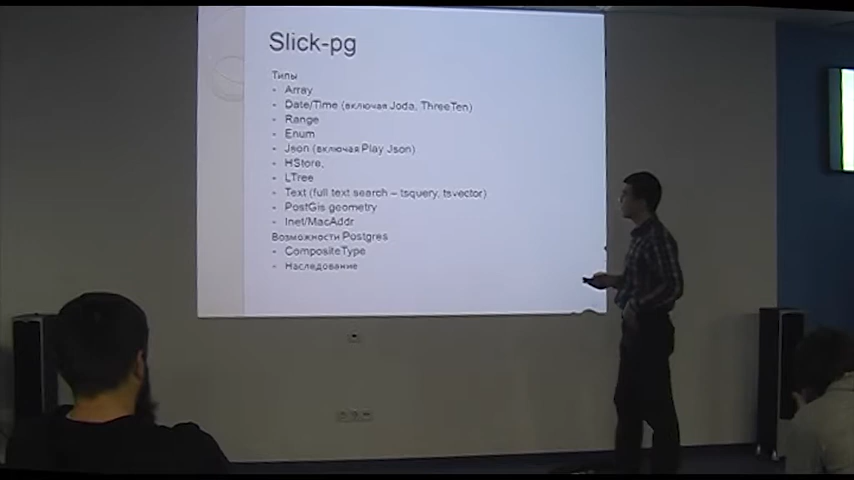 Slick-pg
Типы
- Array
- Date/Time (включая Joda, ThreeTen)
- Range
- Enum
- Json (включая Play Json)
- HStore,
- LTree
- Text (full text search – tsquery, tsvector)
- PostGis geometry
- Inet/MacAddr
Возможности Postgres
- CompositeType
- Наследование